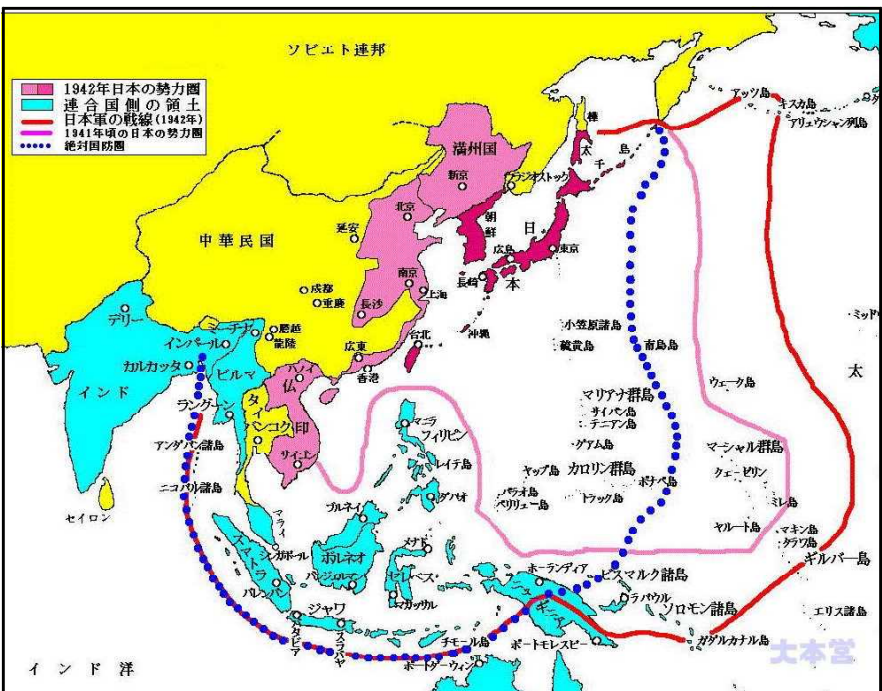 ソビエト連邦
1942年日本の勢力圏
連合国側の領土
日本軍の戦線(1942年)
1941年頃の日本の勢力圏
絶対国防圏
アッツ島
キスカ島
アリューシャン列島
樺太
千島
満州国
新京
ウラジオストック
北京
朝鮮
日本
延安
中華民国
広島
東京
南京
長崎
上海
成都
重慶
長沙
デリー
ミーチナ
騰越
龍陵
インパール
台北
沖縄
小笠原諸島
硫黄島
南鳥島
ミッドウ
カルカッタ
ビルマ
広東
香港
ハノイ
インド
仏印
タイ
ラングーン
バンコク
サイゴン
ウェーク島
太
マリアナ群島
サイパン島
テニアン島
マニラ
フィリピン
グアム島
アンダバン諸島
レイテ島
マーシャル群島
クェーゼリン
ヤップ島
カロリン群島
ポナペ島
ニコバル諸島
セイロン
ダバオ
パラオ島
ペリリュー島
トラック島
ミレ島
マライ
ブルネイ
ヤルート島
マキン島
タラワ島
シンガポール
メナド
スマトラ
ボルネオ
ホーランディア
ギルバー島
パレンバン
バンジェルマン
セレベス
ビスマルク諸島
マカッサル
ニューギニア
ラバウル
ソロモン諸島
エリス諸島
ジャワ
バタビア
スラバヤ
チモール島
ポートモレスビー
ガダルカナル島
ポートダーウィン
インド洋
大本営